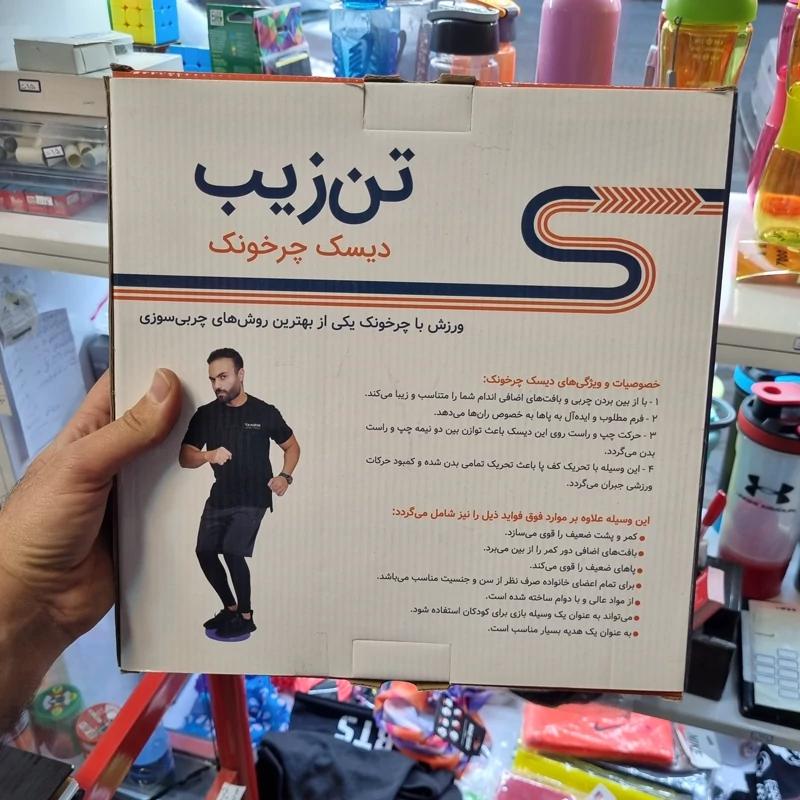 تن‌زیب
دیسک چرخونک
ورزش با چرخونک یکی از بهترین روش‌های چربی‌سوزی
خصوصیات و ویژگی‌های دیسک چرخونک:
۱ - با از بین بردن چربی و بافت‌های اضافی اندام شما را متناسب و زیبا می‌کند.
۲ - فرم مطلوب و ایده‌آل به پاها به خصوص ران‌ها می‌دهد.
۳ - حرکت چپ و راست روی این دیسک باعث توازن بین دو نیمه چپ و راست
بدن می‌گردد.
۴ - این وسیله با تحریک کف پا باعث تحریک تمامی بدن شده و کمبود حرکات
ورزشی جبران می‌گردد.
این وسیله علاوه بر موارد فوق فواید ذیل را نیز شامل می‌گردد:
● کمر و پشت ضعیف را قوی می‌سازد.
● بافت‌های اضافی دور کمر را از بین می‌برد.
● پاهای ضعیف را قوی می‌کند.
● برای تمام اعضای خانواده صرف نظر از سن و جنسیت مناسب می‌باشد.
● از مواد عالی و با دوام ساخته شده است.
● می‌تواند به عنوان یک وسیله بازی برای کودکان استفاده شود.
● به عنوان یک هدیه بسیار مناسب است.
UNDER ARMOUR